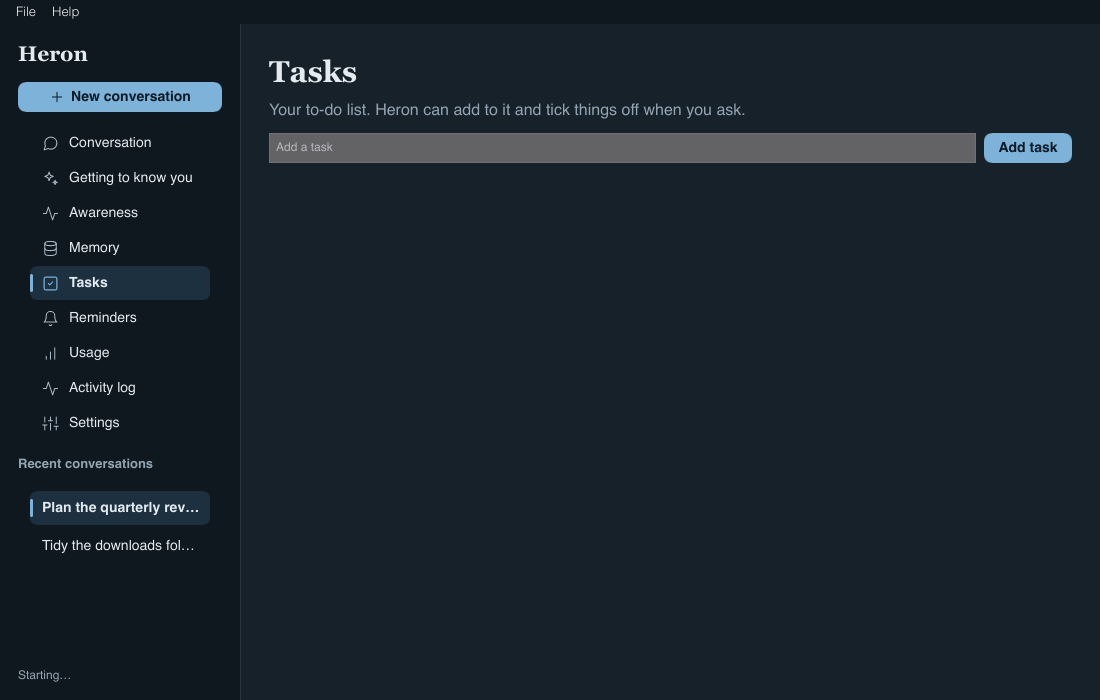 File Help
Heron
New conversation
Conversation
Getting to know you
Awareness
Memory
Tasks
Reminders
Usage
Activity log
Settings
Recent conversations
Plan the quarterly rev…
Tidy the downloads fol…
Starting…
Tasks
Your to-do list. Heron can add to it and tick things off when you ask.
Add a task
Add task